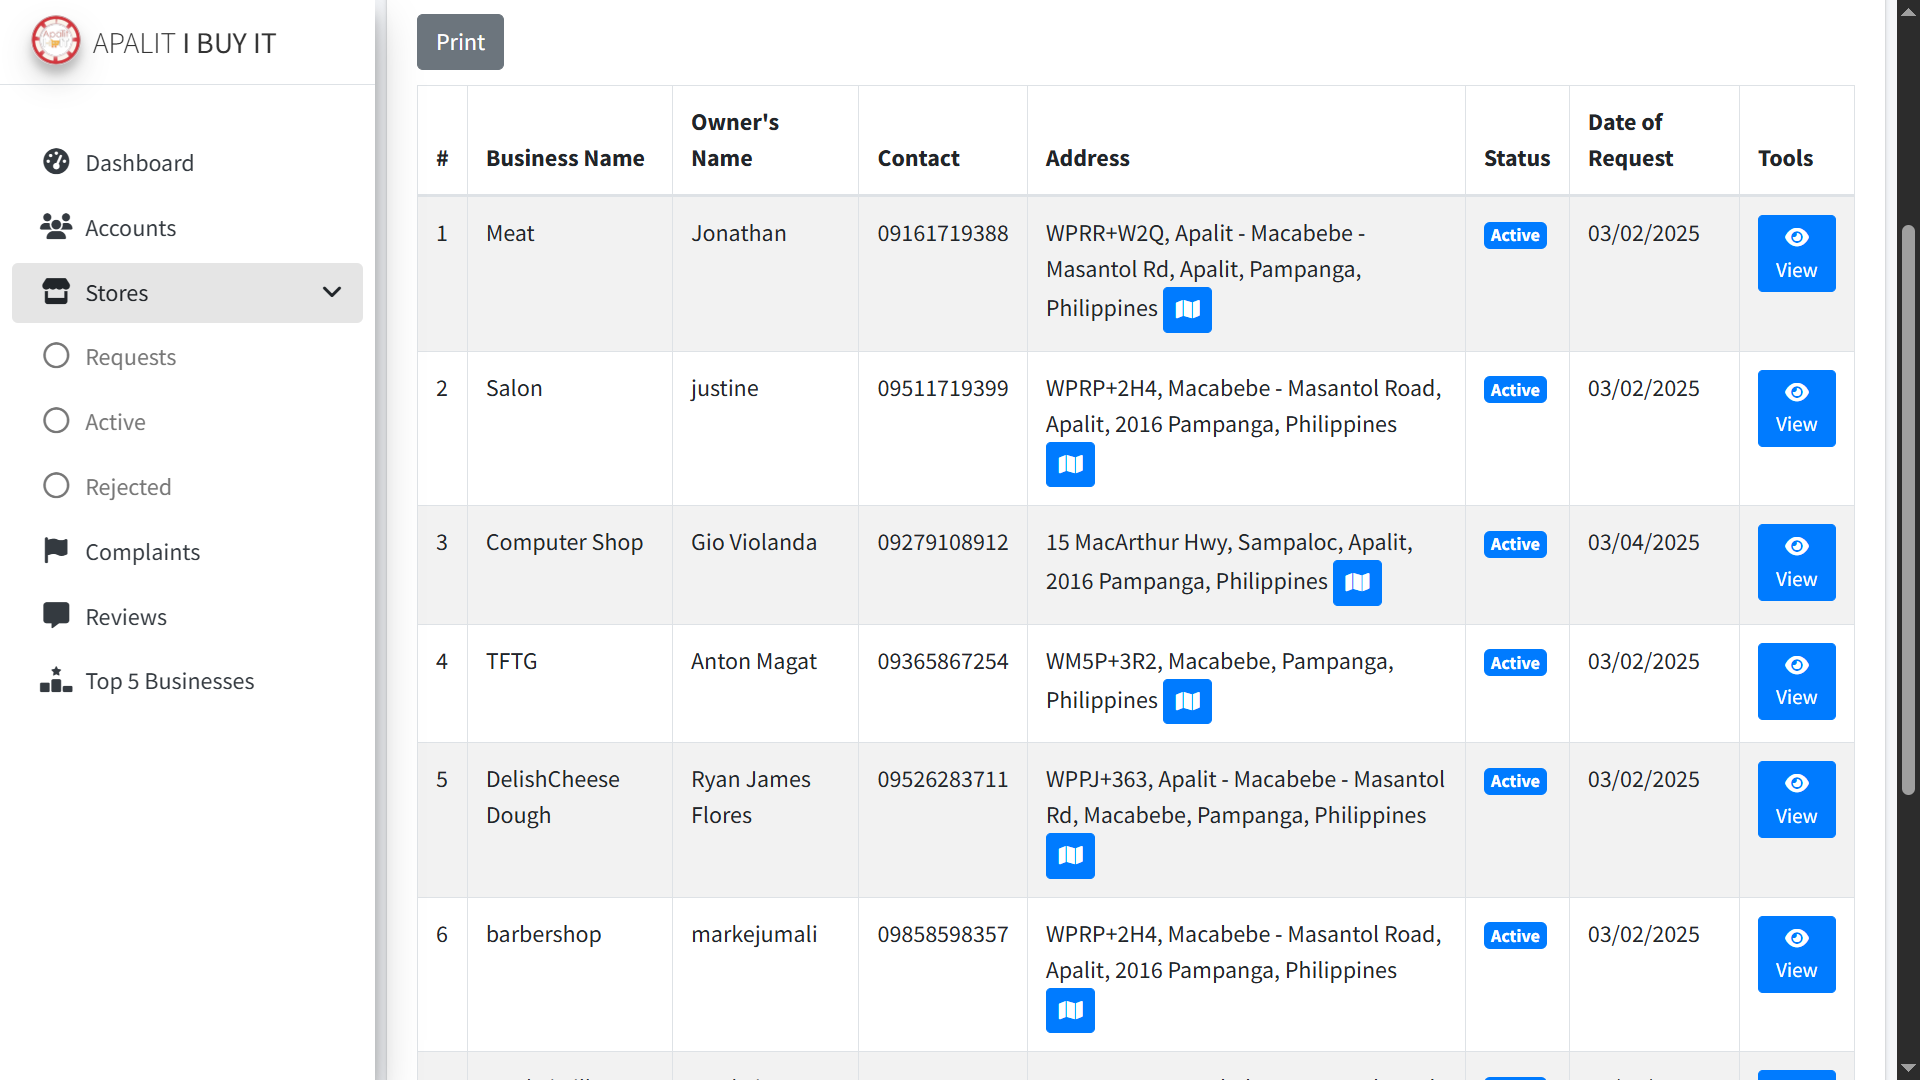 APALIT I BUY IT
Dashboard
Accounts
Stores
Requests
Active
Rejected
Complaints
Reviews
Top 5 Businesses
Print
# Business Name Owner's Name Contact Address Status Date of Request Tools
1 Meat Jonathan 09161719388 WPRR+W2Q, Apalit - Macabebe - Active 03/02/2025 View
Masantol Rd, Apalit, Pampanga,
Philippines
2 Salon justine 09511719399 WPRP+2H4, Macabebe - Masantol Road, Active 03/02/2025 View
Apalit, 2016 Pampanga, Philippines
3 Computer Shop Gio Violanda 09279108912 15 MacArthur Hwy, Sampaloc, Apalit, Active 03/04/2025 View
2016 Pampanga, Philippines
4 TFTG Anton Magat 09365867254 WM5P+3R2, Macabebe, Pampanga, Active 03/02/2025 View
Philippines
5 DelishCheese Ryan James 09526283711 WPPJ+363, Apalit - Macabebe - Masantol Active 03/02/2025 View
Dough Flores Rd, Macabebe, Pampanga, Philippines
6 barbershop markejumali 09858598357 WPRP+2H4, Macabebe - Masantol Road, Active 03/02/2025 View
Apalit, 2016 Pampanga, Philippines